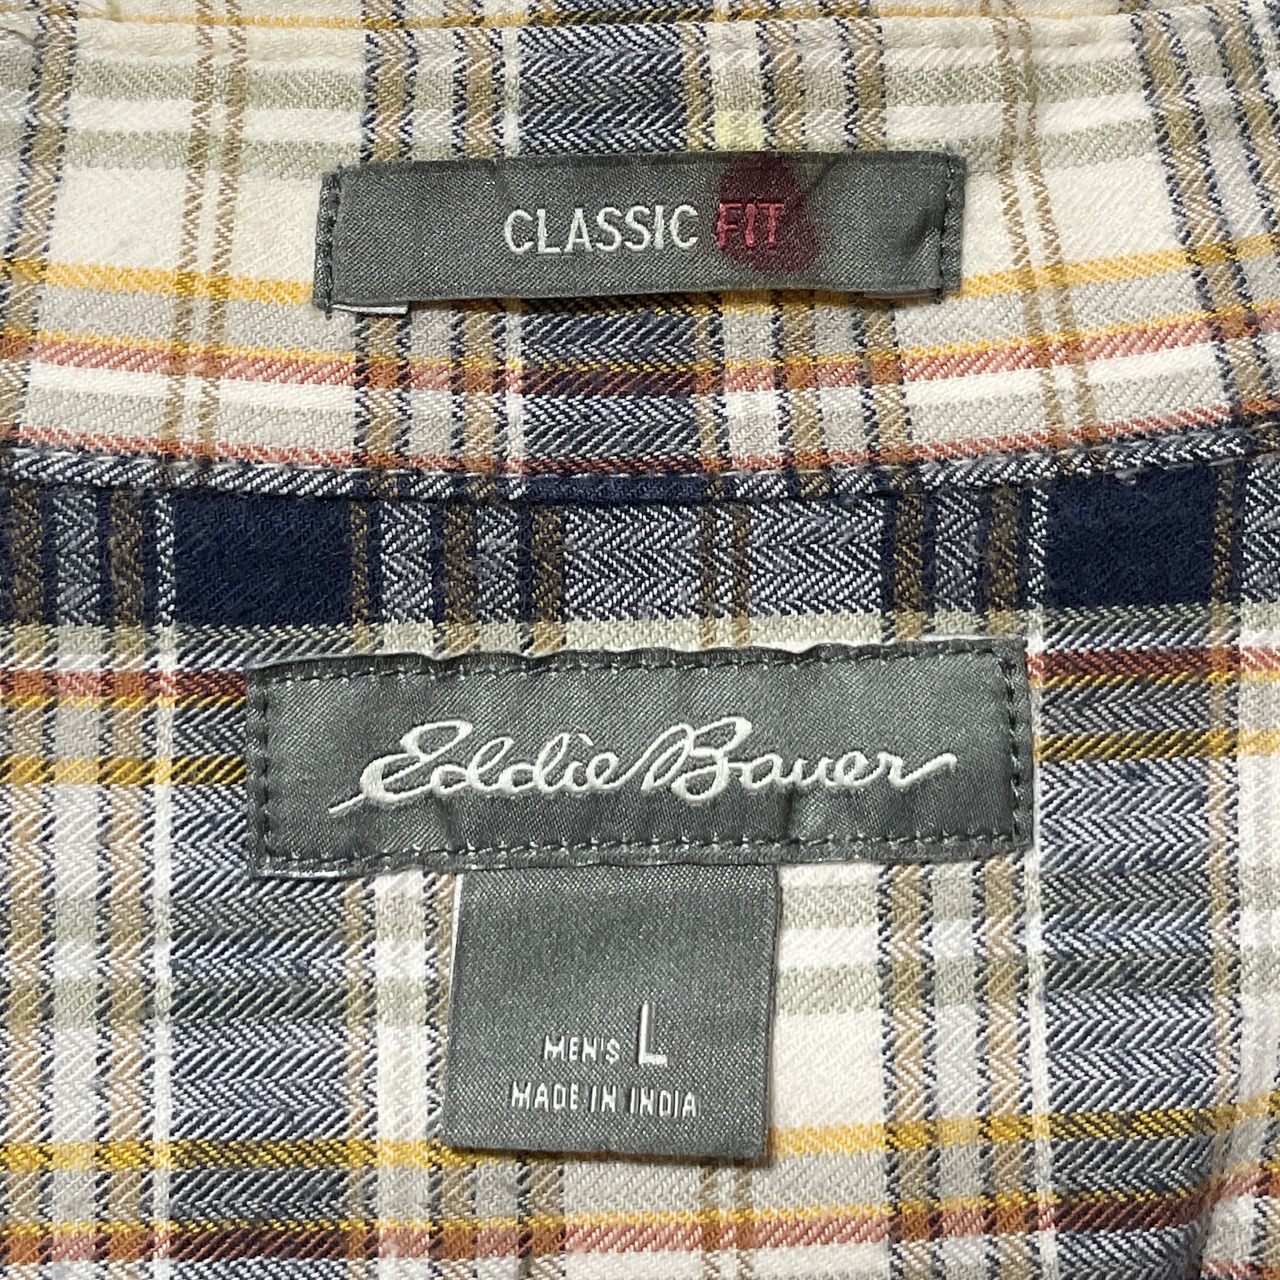 CLASSIC FIT
Eddie Bauer
MEN'S L
MADE IN INDIA